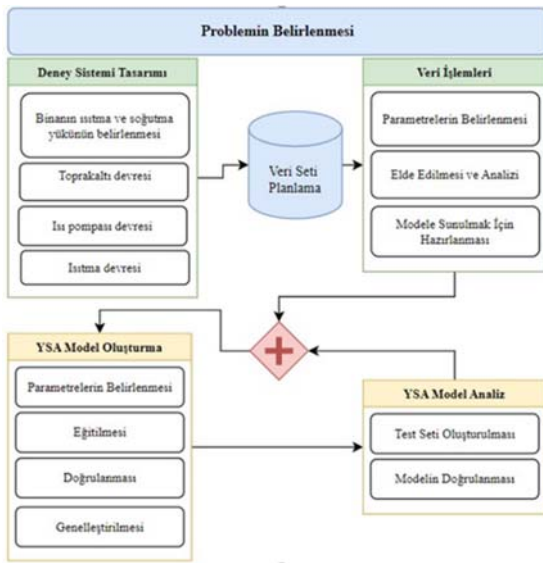 Problemin Belirlenmesi
Deney Sistemi Tasarımı
Binanın ısıtma ve soğutma
yükünün belirlenmesi
Toprakaltı devresi
Isı pompası devresi
Isıtma devresi
Veri Seti
Planlama
Veri İşlemleri
Parametrelerin Belirlenmesi
Elde Edilmesi ve Analizi
Modele Sunulmak İçin
Hazırlanması
YSA Model Oluşturma
Parametrelerin Belirlenmesi
Eğitilmesi
Doğrulanması
Genelleştirilmesi
YSA Model Analiz
Test Seti Oluşturulması
Modelin Doğrulanması